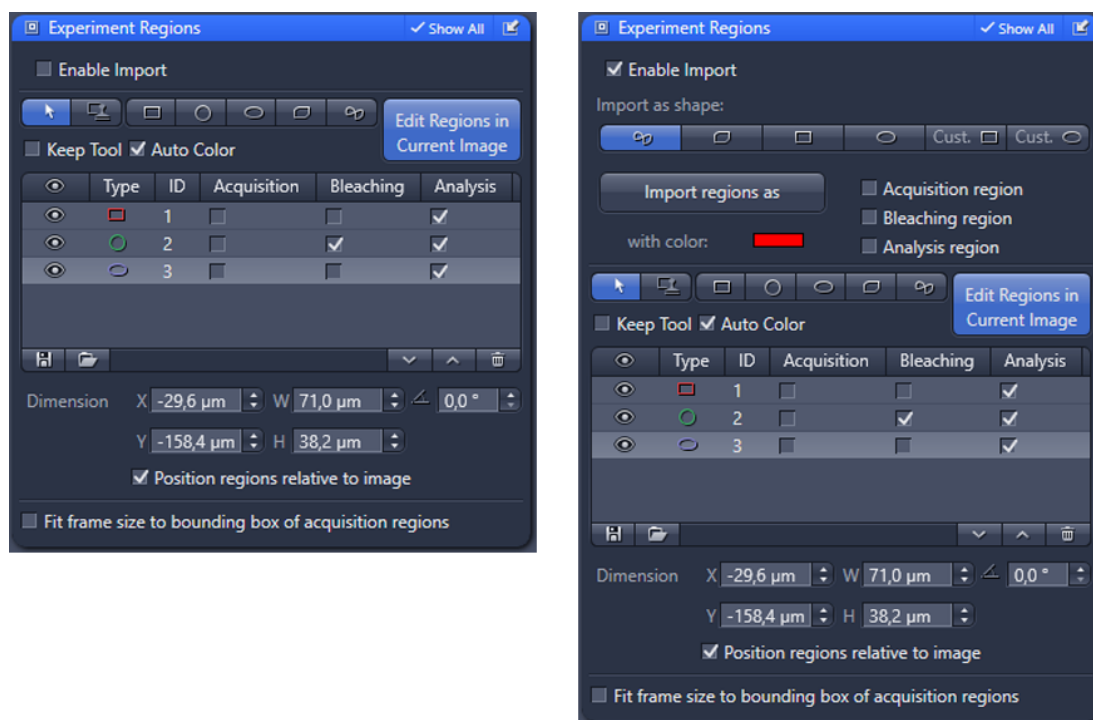 Experiment Regions Show All
Enable Import
Edit Regions in
Current Image
Keep Tool Auto Color
Type ID Acquisition Bleaching Analysis
1
2
3
Dimension X -29,6 µm W 71,0 µm 0,0 °
Y -158,4 µm H 38,2 µm
Position regions relative to image
Fit frame size to bounding box of acquisition regions
Experiment Regions Show All
Enable Import
Import as shape:
Cust. Cust.
Import regions as
Acquisition region
Bleaching region
with color:
Analysis region
Edit Regions in
Current Image
Keep Tool Auto Color
Type ID Acquisition Bleaching Analysis
1
2
3
Dimension X -29,6 µm W 71,0 µm 0,0 °
Y -158,4 µm H 38,2 µm
Position regions relative to image
Fit frame size to bounding box of acquisition regions